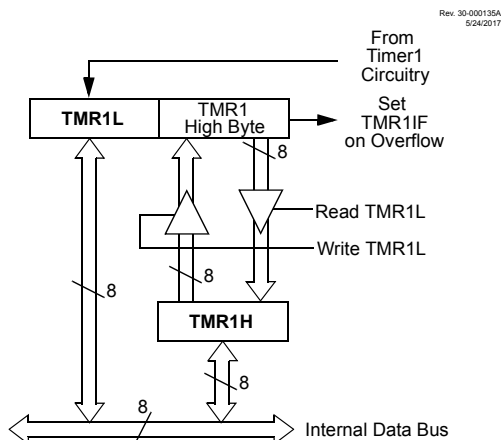 Rev. 30-000135A
5/24/2017
From
Timer1
Circuitry
TMR1L
TMR1
High Byte
Set
TMR1IF
on Overflow
8
Read TMR1L
Write TMR1L
8
8
TMR1H
8
8
Internal Data Bus